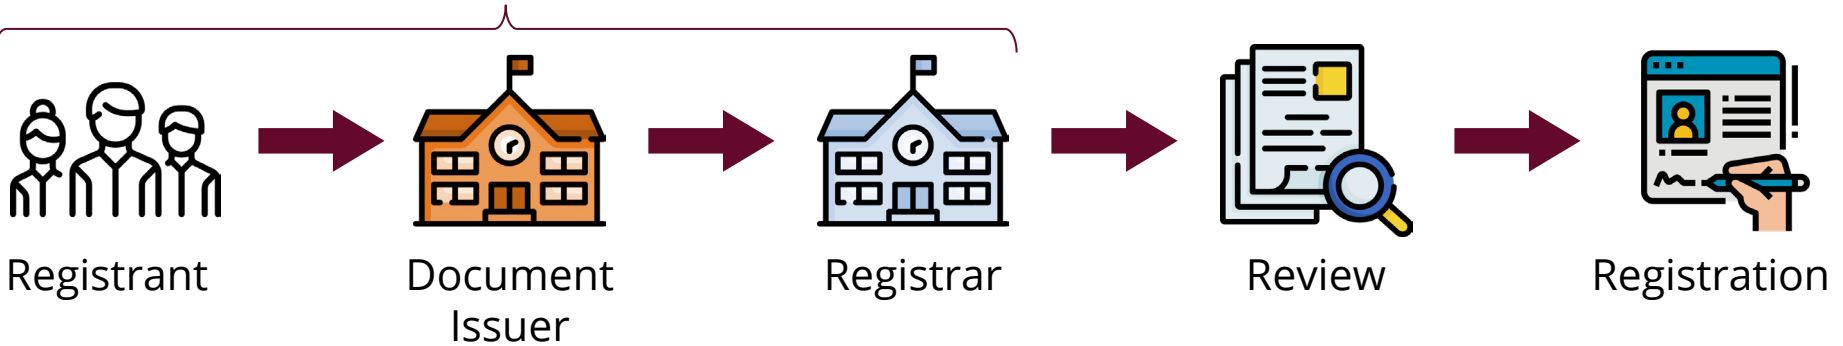 Registrant
Document
Issuer
Registrar
Review
Registration